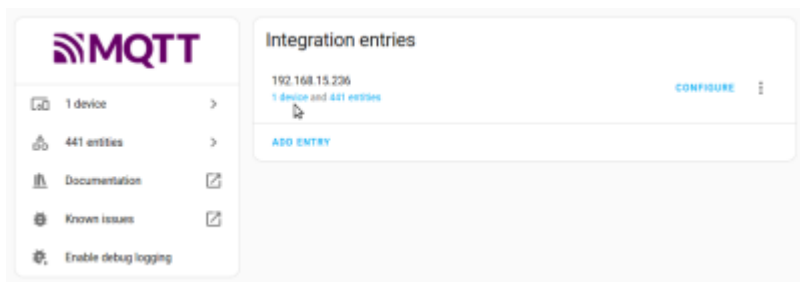 MQTT
1 device
441 entities
Documentation
Known issues
Enable debug logging
Integration entries
192.168.15.236
1 device and 441 entities
CONFIGURE
ADD ENTRY